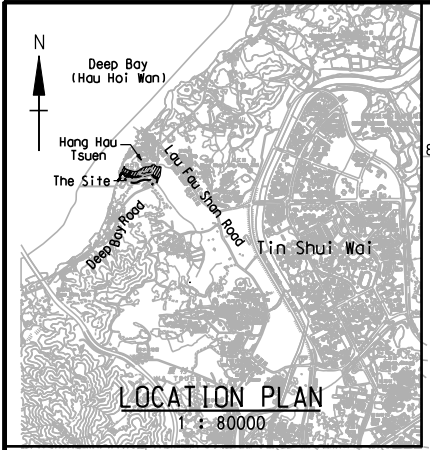 N
Deep Bay
(Hau Hoi Wan)
Hang Hau
Tsuen
The Site
Lau Fau Shan Road
Deep Bay Road
Tin Shui Wai
LOCATION PLAN
1 : 80000
8